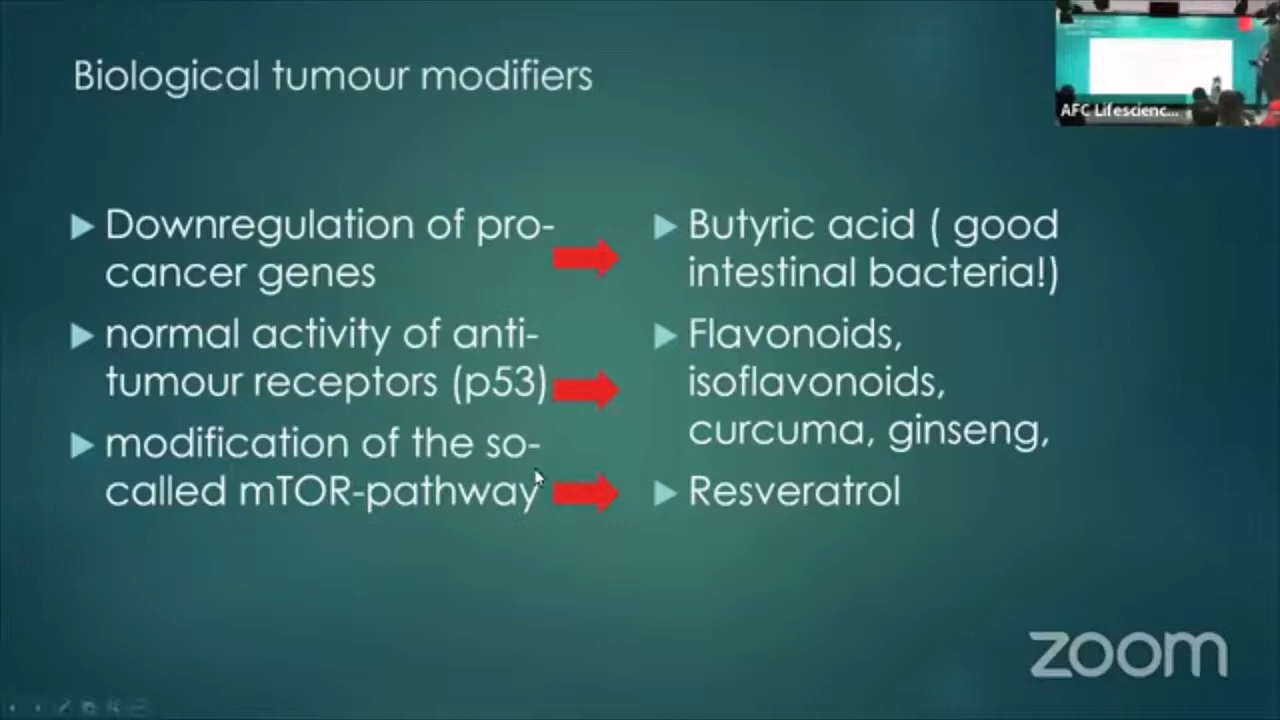 Biological tumour modifiers
AFC Lifescienc...
Downregulation of pro-
cancer genes
normal activity of anti-
tumour receptors (p53)
modification of the so-
called mTOR-pathway
Butyric acid ( good
intestinal bacteria!)
Flavonoids,
isoflavonoids,
curcuma, ginseng,
Resveratrol
zoom